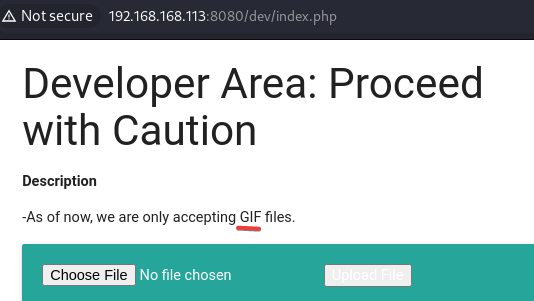 Not secure 192.168.168.113:8080/dev/index.php
Developer Area: Proceed
with Caution
Description
-As of now, we are only accepting GIF files.
Choose File No file chosen Upload File